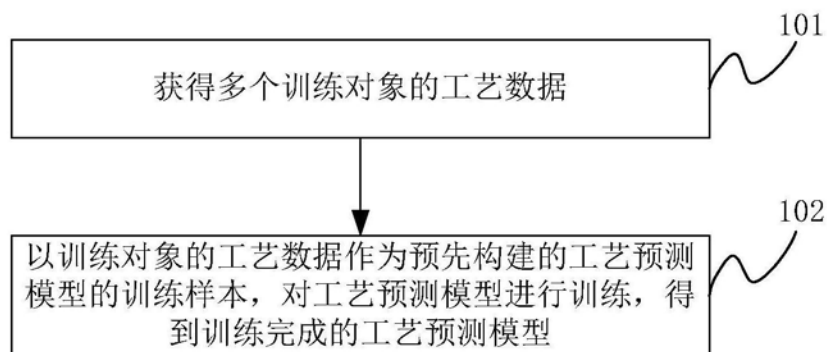 101
获得多个训练对象的工艺数据
102
以训练对象的工艺数据作为预先构建的工艺预测
模型的训练样本，对工艺预测模型进行训练，得
到训练完成的工艺预测模型